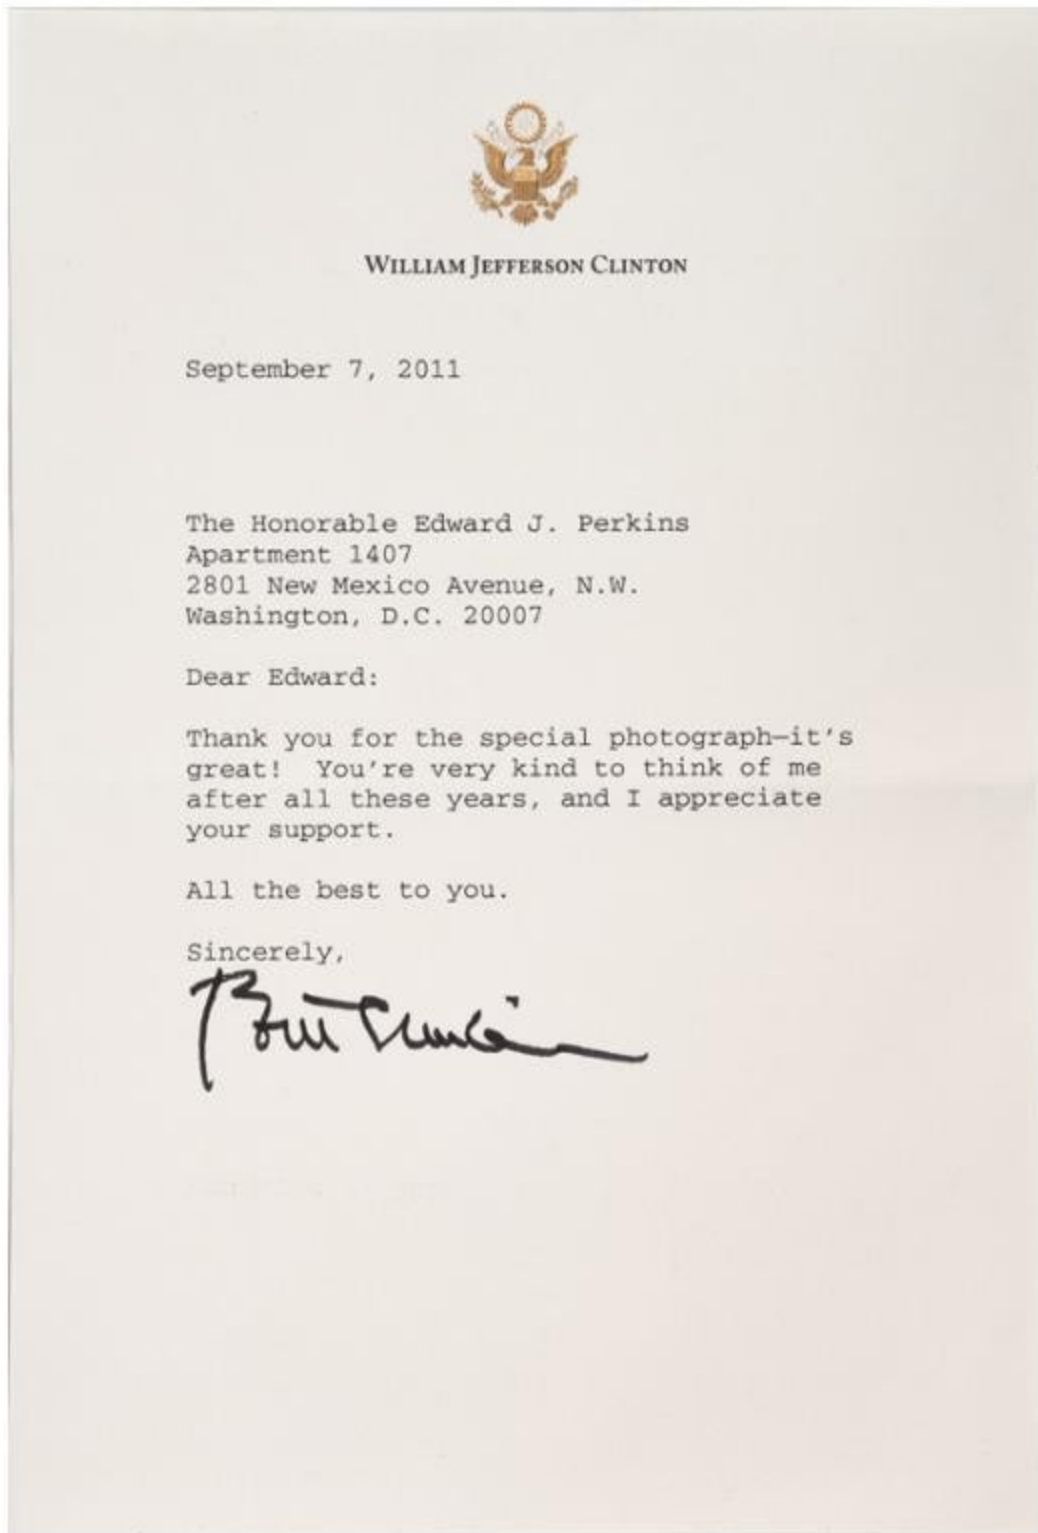 WILLIAM JEFFERSON CLINTON
September 7, 2011
The Honorable Edward J. Perkins
Apartment 1407
2801 New Mexico Avenue, N.W.
Washington, D.C. 20007
Dear Edward:
Thank you for the special photograph—it's
great!  You're very kind to think of me
after all these years, and I appreciate
your support.
All the best to you.
Sincerely,
Bill Clinton